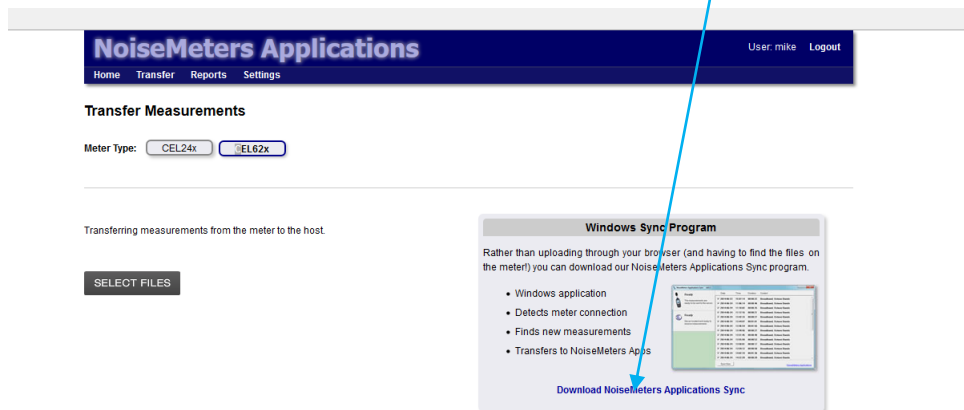 NoiseMeters Applications
User: mike Logout
Home Transfer Reports Settings
Transfer Measurements
Meter Type: CEL24x CEL62x
Transferring measurements from the meter to the host.
SELECT FILES
Windows Sync Program
Rather than uploading through your browser (and having to find the files on
the meter!) you can download our NoiseMeters Applications Sync program.
• Windows application
• Detects meter connection
• Finds new measurements
• Transfers to NoiseMeters Apps
Download NoiseMeters Applications Sync